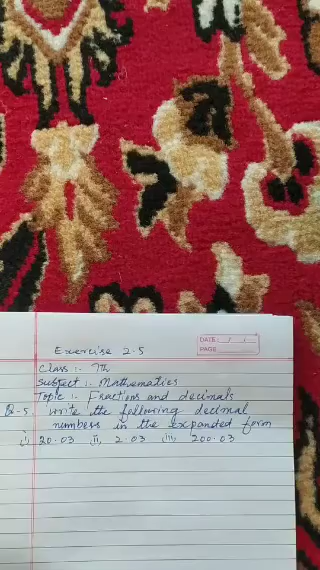 DATE: / /
PAGE
Exercise 2.5
Class :- 7th
Subject :- Mathematics
Topic :- Fractions and decimals
Q-5. write the following decimal
numbers in the expanded form
(i) 20.03 (ii) 2.03 (iii) 200.03